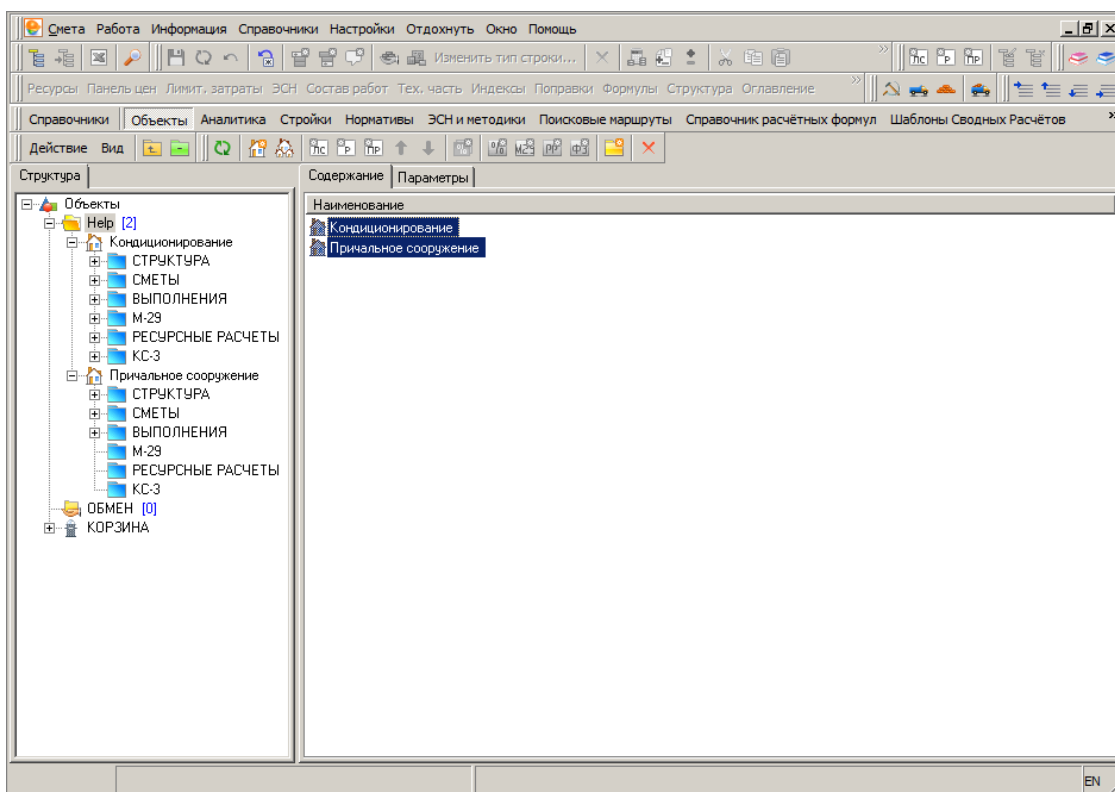 Смета Работа Информация Справочники Настройки Отдохнуть Окно Помощь
Изменить тип строки...
Ресурсы Панель цен Лимит. затраты ЭСН Состав работ Тех. часть Индексы Поправки Формулы Структура Оглавление
Справочники Объекты Аналитика Стройки Нормативы ЭСН и методики Поисковые маршруты Справочник расчётных формул Шаблоны Сводных Расчётов
Действие Вид
Структура
Содержание Параметры
Объекты
Help [2]
Кондиционирование
СТРУКТУРА
СМЕТЫ
ВЫПОЛНЕНИЯ
М-29
РЕСУРСНЫЕ РАСЧЕТЫ
КС-3
Причальное сооружение
СТРУКТУРА
СМЕТЫ
ВЫПОЛНЕНИЯ
М-29
РЕСУРСНЫЕ РАСЧЕТЫ
КС-3
ОБМЕН [0]
КОРЗИНА
Наименование
Кондиционирование
Причальное сооружение
EN